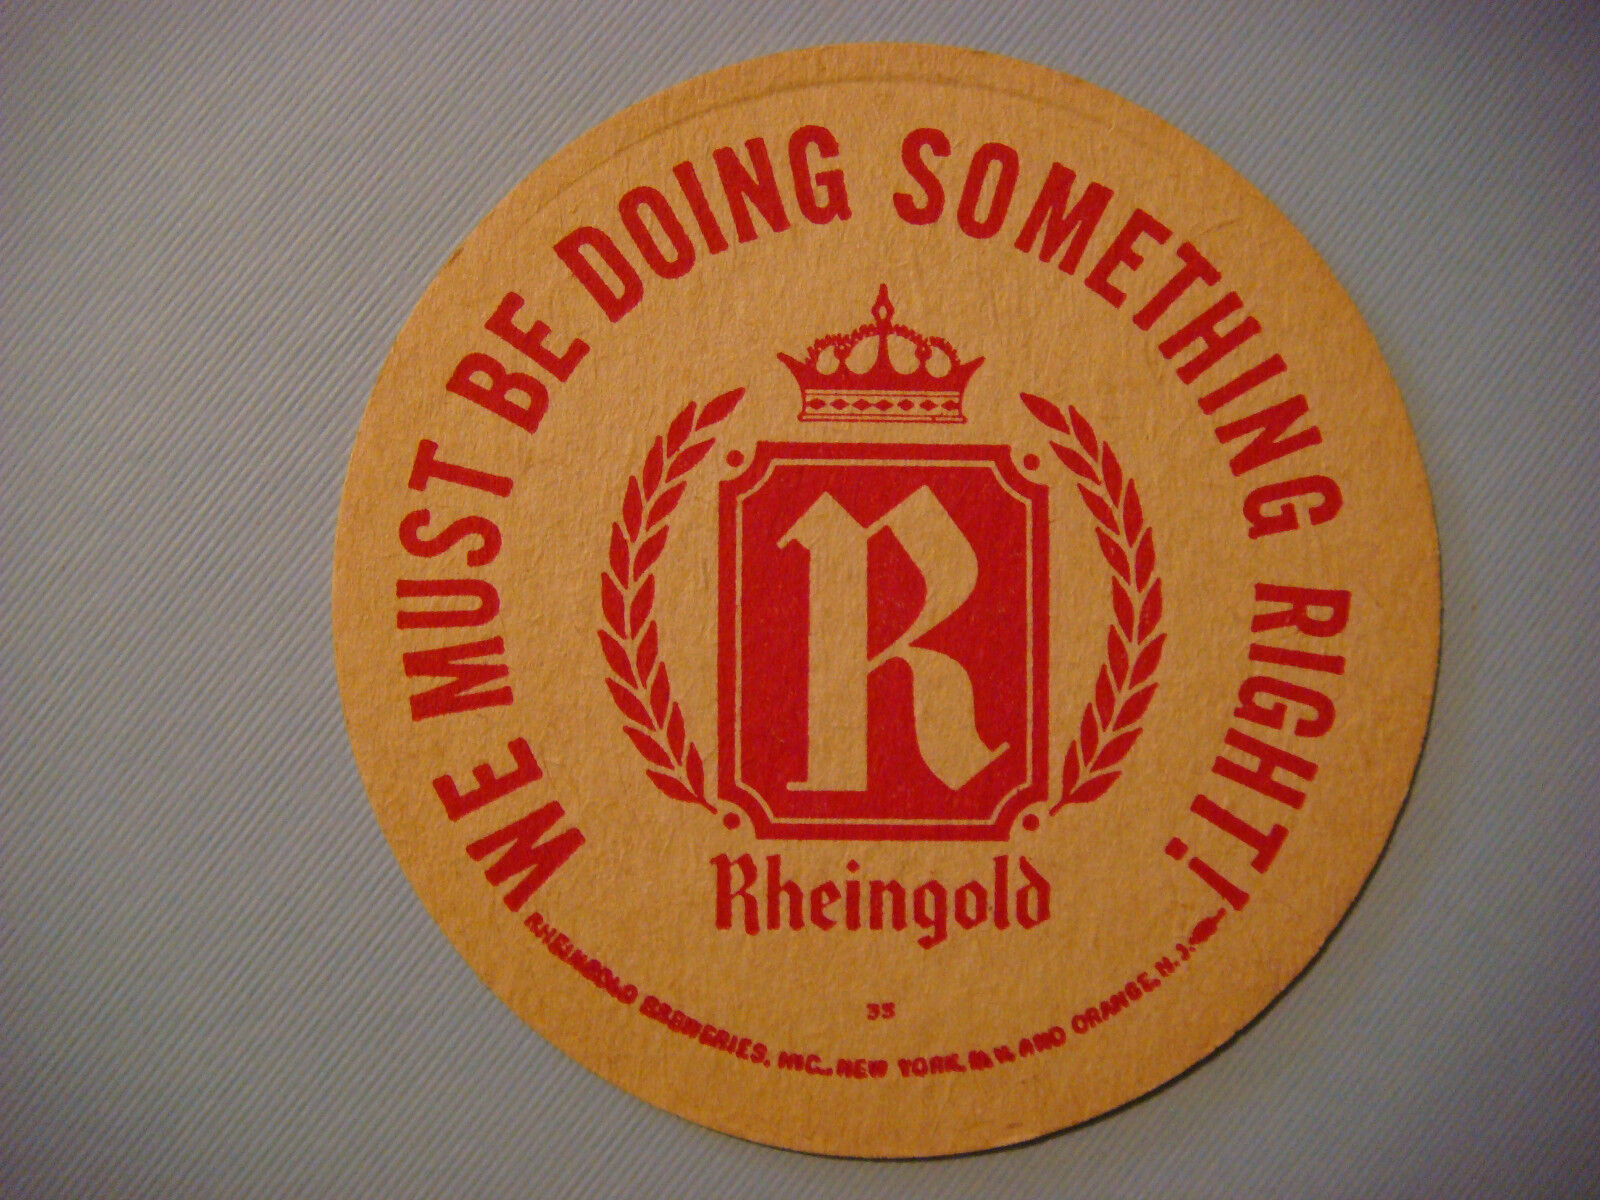 WE MUST BE DOING SOMETHING RIGHT!
R
Rheingold
35
RHEINGOLD BREWERIES, INC., NEW YORK, N.Y. AND ORANGE, N.J.